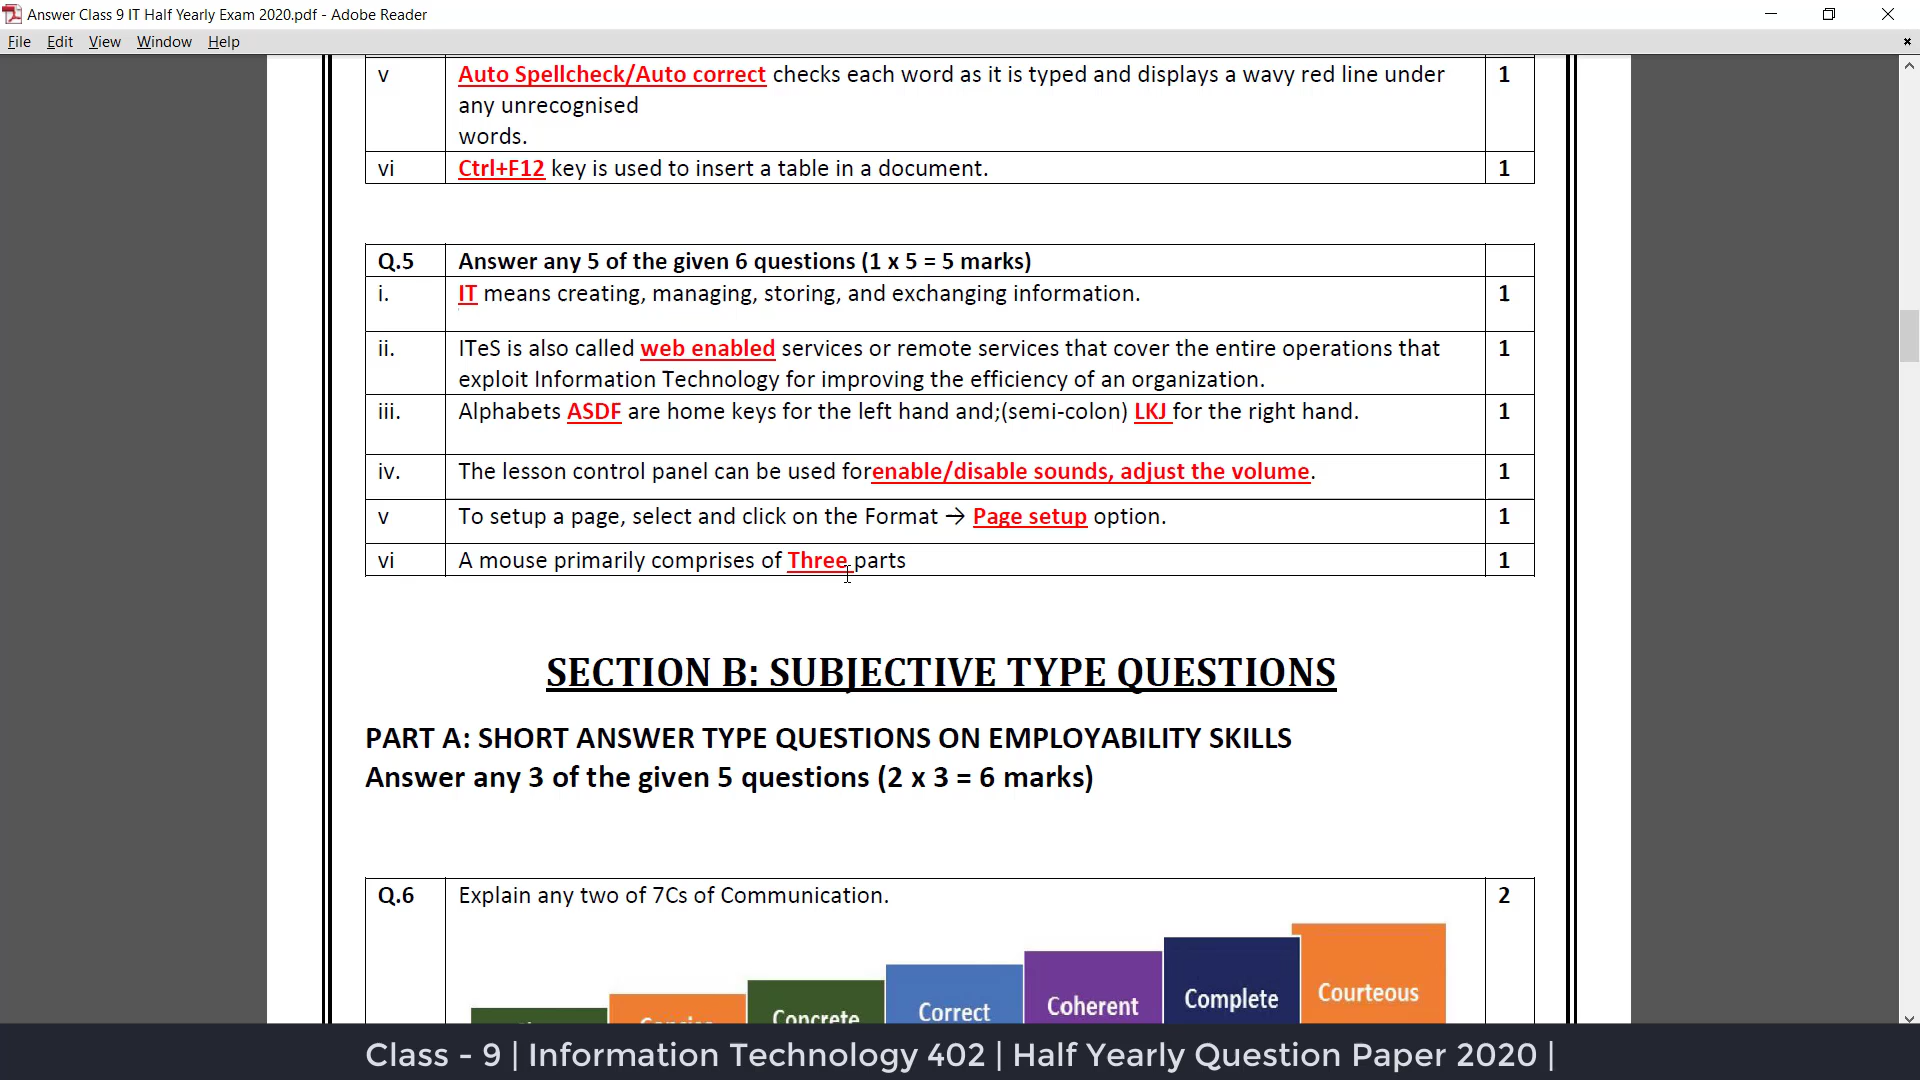 Answer Class 9 IT Half Yearly Exam 2020.pdf - Adobe Reader
File Edit View Window Help
v Auto Spellcheck/Auto correct checks each word as it is typed and displays a wavy red line under 1
any unrecognised
words.
vi Ctrl+F12 key is used to insert a table in a document. 1
Q.5 Answer any 5 of the given 6 questions (1 x 5 = 5 marks)
i. IT means creating, managing, storing, and exchanging information. 1
ii. ITeS is also called web enabled services or remote services that cover the entire operations that 1
exploit Information Technology for improving the efficiency of an organization.
iii. Alphabets ASDF are home keys for the left hand and;(semi-colon) LKJ for the right hand. 1
iv. The lesson control panel can be used forenable/disable sounds, adjust the volume. 1
v To setup a page, select and click on the Format → Page setup option. 1
vi A mouse primarily comprises of Three parts 1
SECTION B: SUBJECTIVE TYPE QUESTIONS
PART A: SHORT ANSWER TYPE QUESTIONS ON EMPLOYABILITY SKILLS
Answer any 3 of the given 5 questions (2 x 3 = 6 marks)
Q.6 Explain any two of 7Cs of Communication. 2
Concise Concrete Correct Coherent Complete Courteous
Class - 9 | Information Technology 402 | Half Yearly Question Paper 2020 |